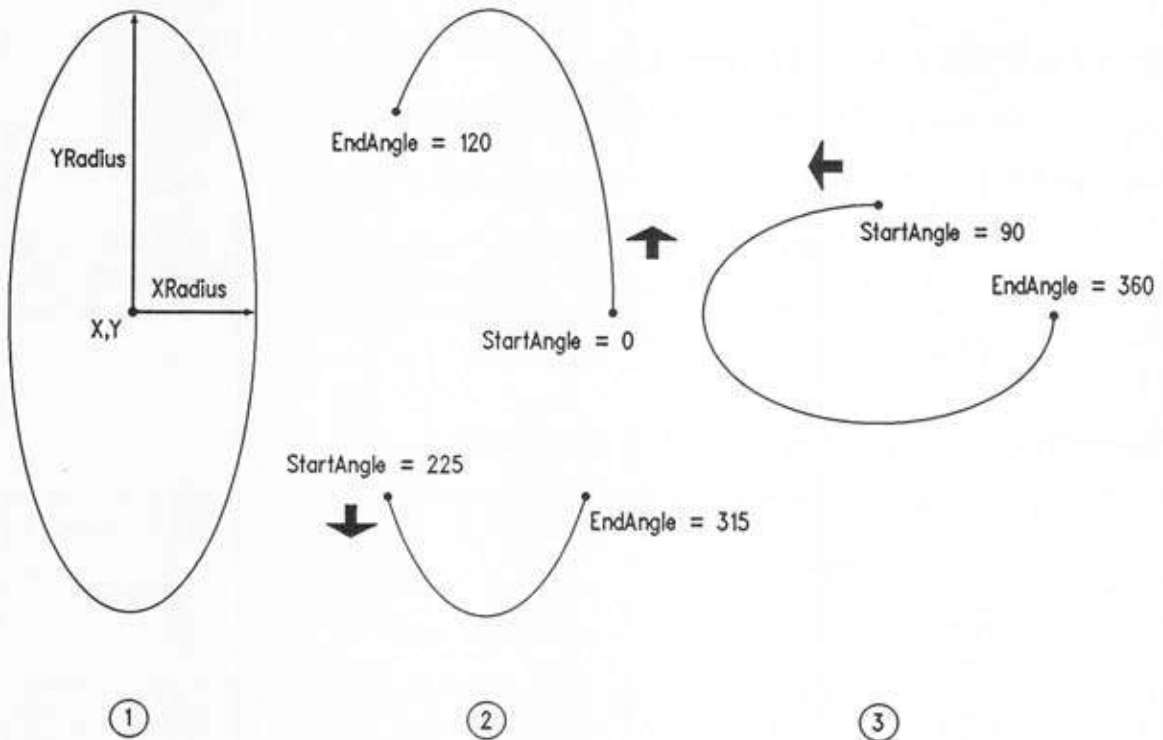 YRadius
XRadius
X,Y
EndAngle = 120
StartAngle = 0
StartAngle = 225
EndAngle = 315
StartAngle = 90
EndAngle = 360
1
2
3